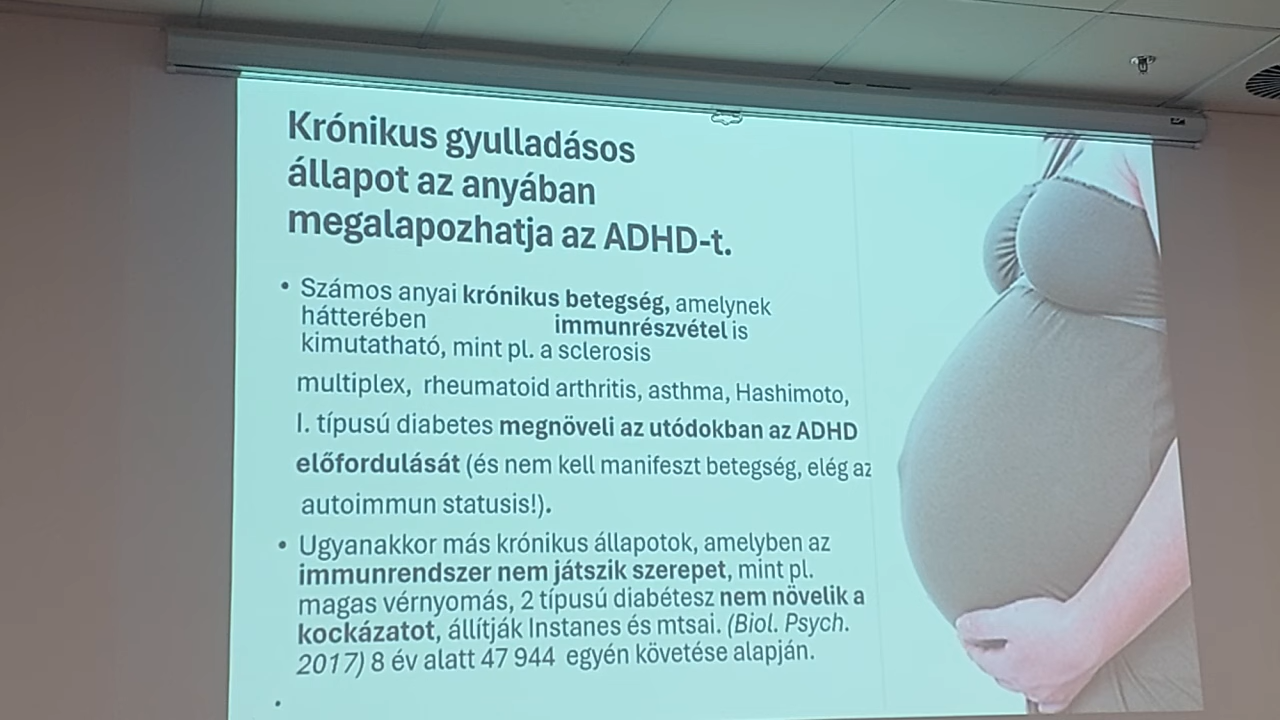 Krónikus gyulladásos
állapot az anyában
megalapozhatja az ADHD-t.
• Számos anyai krónikus betegség, amelynek
hátterében immunrészvétel is
kimutatható, mint pl. a sclerosis
multiplex, rheumatoid arthritis, asthma, Hashimoto,
I. típusú diabetes megnöveli az utódokban az ADHD
előfordulását (és nem kell manifeszt betegség, elég az
autoimmun statusis!).
• Ugyanakkor más krónikus állapotok, amelyben az
immunrendszer nem játszik szerepet, mint pl.
magas vérnyomás, 2 típusú diabétesz nem növelik a
kockázatot, állítják Instanes és mtsai. (Biol. Psych.
2017) 8 év alatt 47 944 egyén követése alapján.
•